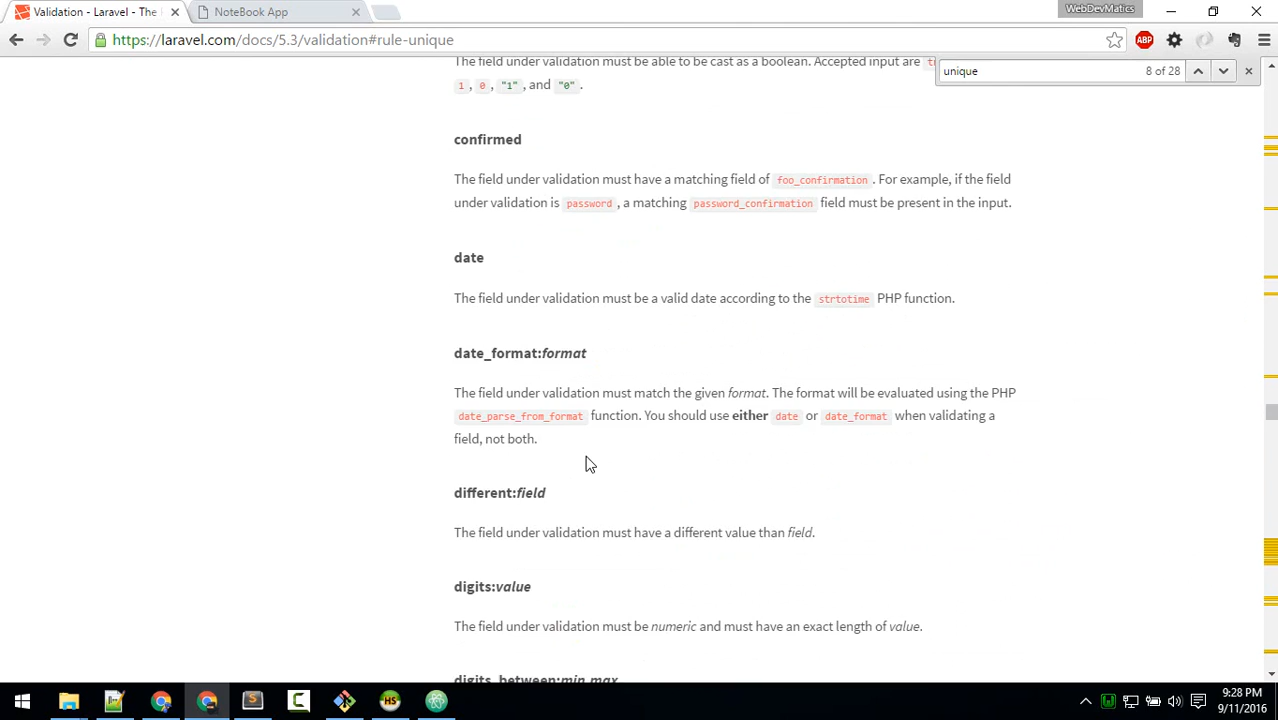 Validation - Laravel - The
NoteBook App
WebDevMatics
https://laravel.com/docs/5.3/validation#rule-unique
ABP
unique
8 of 28
The field under validation must be able to be cast as a boolean. Accepted input are
1 , 0 , "1" , and "0" .
confirmed
The field under validation must have a matching field of foo_confirmation . For example, if the field
under validation is password , a matching password_confirmation field must be present in the input.
date
The field under validation must be a valid date according to the strtotime PHP function.
date_format:format
The field under validation must match the given format. The format will be evaluated using the PHP
date_parse_from_format function. You should use either date or date_format when validating a
field, not both.
different:field
The field under validation must have a different value than field.
digits:value
The field under validation must be numeric and must have an exact length of value.
digits_between:min,max
9:28 PM
9/11/2016